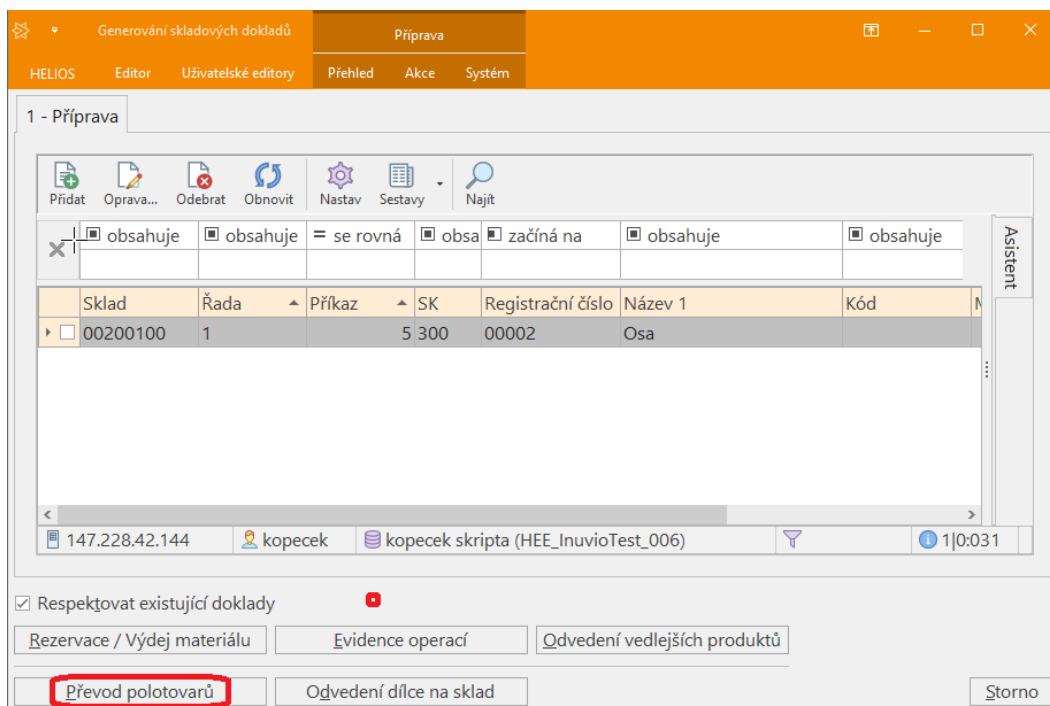 Generování skladových dokladů Příprava
HELIOS Editor Uživatelské editory Přehled Akce Systém
1 - Příprava
Přidat Oprava... Odebrat Obnovit Nastav Sestavy Najít
obsahuje obsahuje = se rovná obsa začíná na obsahuje obsahuje
Asistent
Sklad Řada Příkaz SK Registrační číslo Název 1 Kód
00200100 1 5 300 00002 Osa
147.228.42.144 kopecek kopecek skripta (HEE_InuvioTest_006) 1|0:031
Respektovat existující doklady
Rezervace / Výdej materiálu Evidence operací Odvedení vedlejších produktů
Převod polotovarů Odvedení dílce na sklad Storno